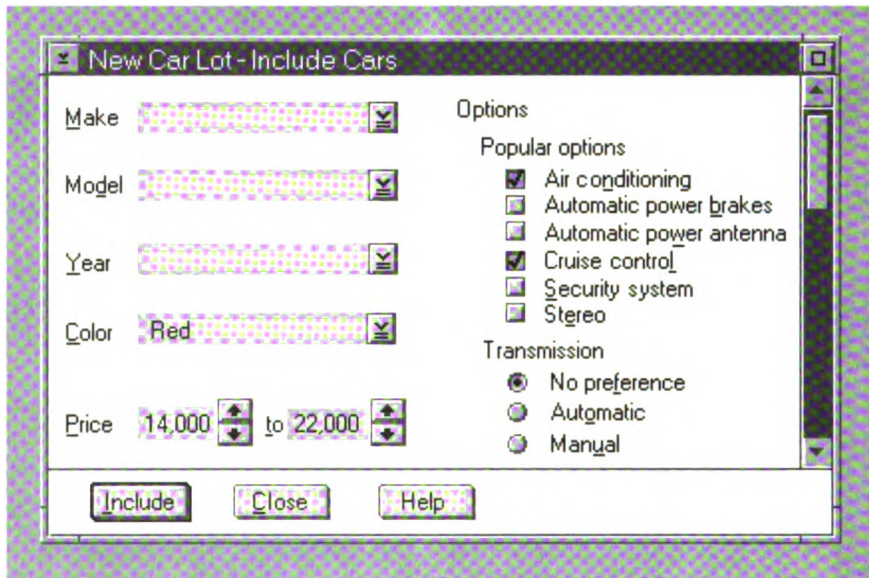 New Car Lot - Include Cars
Make
Model
Year
Color Red
Price 14,000 to 22,000
Options
Popular options
Air conditioning
Automatic power brakes
Automatic power antenna
Cruise control
Security system
Stereo
Transmission
No preference
Automatic
Manual
Include Close Help